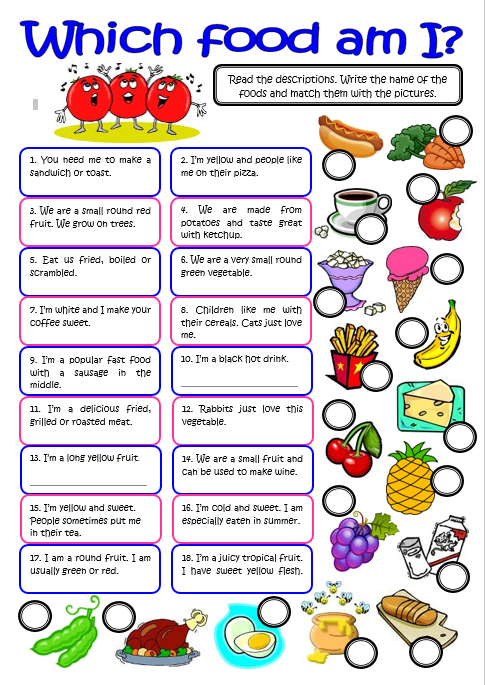 Which food am I?
Read the descriptions. Write the name of the
foods and match them with the pictures.
1. You need me to make a
sandwich or toast.
2. I'm yellow and people like
me on their pizza.
3. We are a small round red
fruit. We grow on trees.
4. We are made from
potatoes and taste great
with ketchup.
5. Eat us fried, boiled or
scrambled.
6. We are a very small round
green vegetable.
7. I'm white and I make your
coffee sweet.
8. Children like me with
their cereals. Cats just love
me.
9. I'm a popular fast food
with a sausage in the
middle.
10. I'm a black hot drink.
11. I'm a delicious fried,
grilled or roasted meat.
12. Rabbits just love this
vegetable.
13. I'm a long yellow fruit.
14. We are a small fruit and
can be used to make wine.
15. I'm yellow and sweet.
People sometimes put me
in their tea.
16. I'm cold and sweet. I am
especially eaten in summer.
17. I am a round fruit. I am
usually green or red.
18. I'm a juicy tropical fruit.
I have sweet yellow flesh.